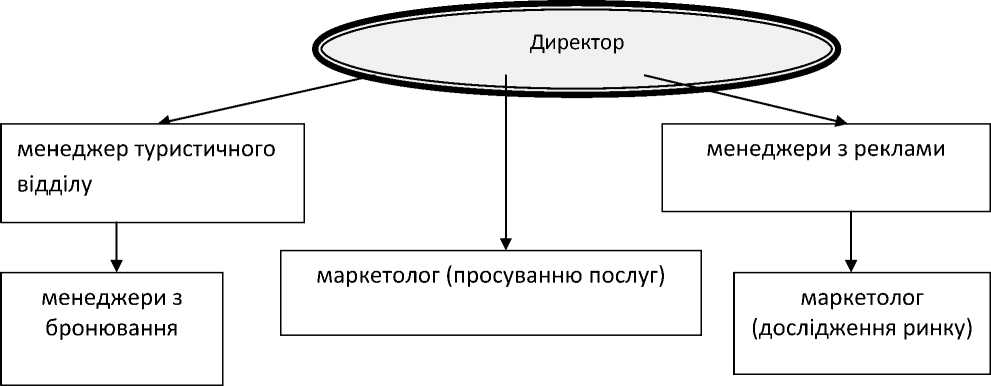 Директор
менеджер туристичного
відділу
менеджери з реклами
менеджери з
бронювання
маркетолог (просуванню послуг)
маркетолог
(дослідження ринку)